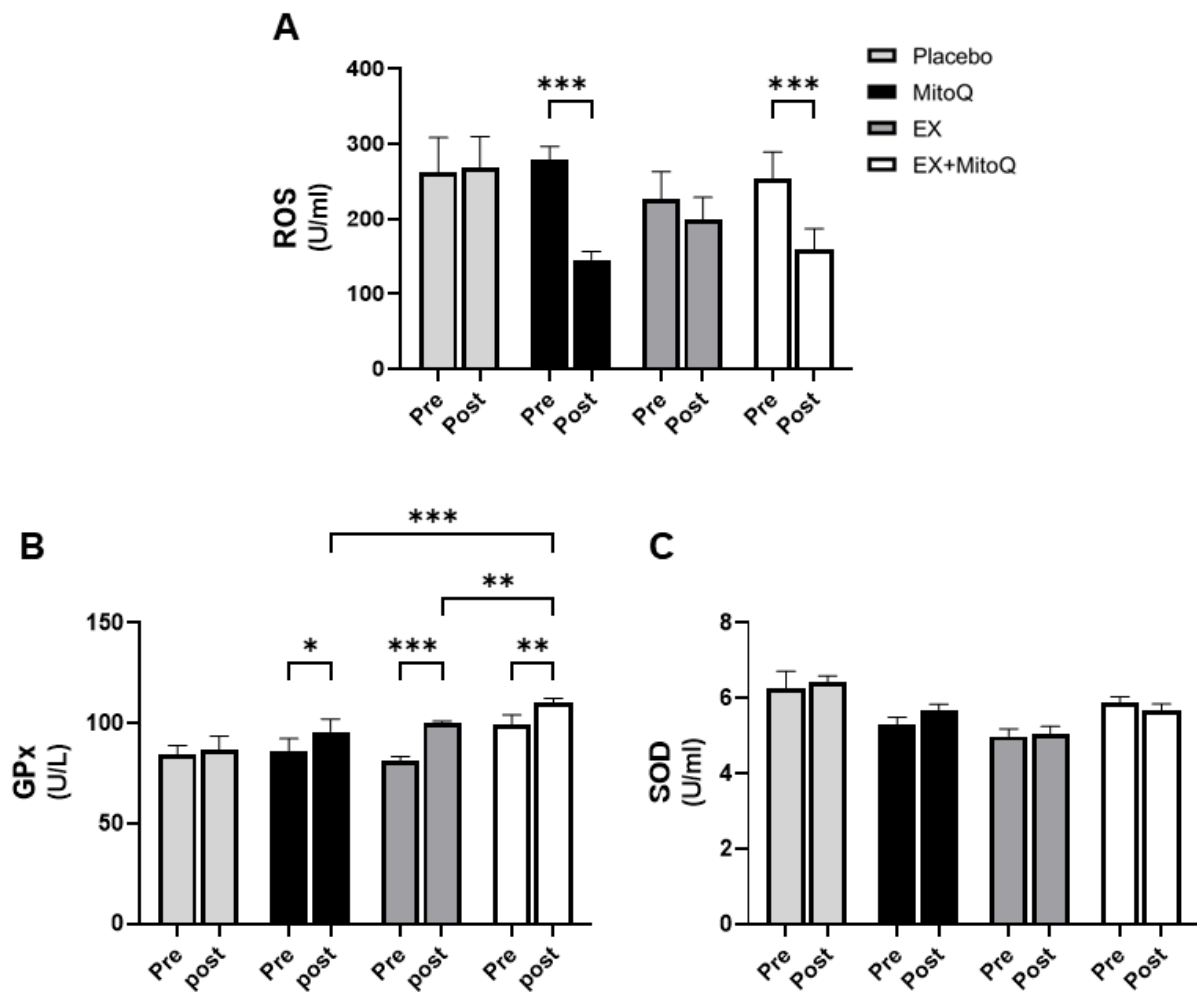 A
Placebo
MitoQ
EX
EX+MitoQ
ROS
(U/ml)
400
300
200
100
0
*** ***
Pre Post Pre Post Pre Post Pre Post
B
GPx
(U/L)
150
100
50
0
***
**
* *** **
Pre post Pre post Pre post Pre post
C
SOD
(U/ml)
8
6
4
2
0
Pre Post Pre Post Pre Post Pre Post